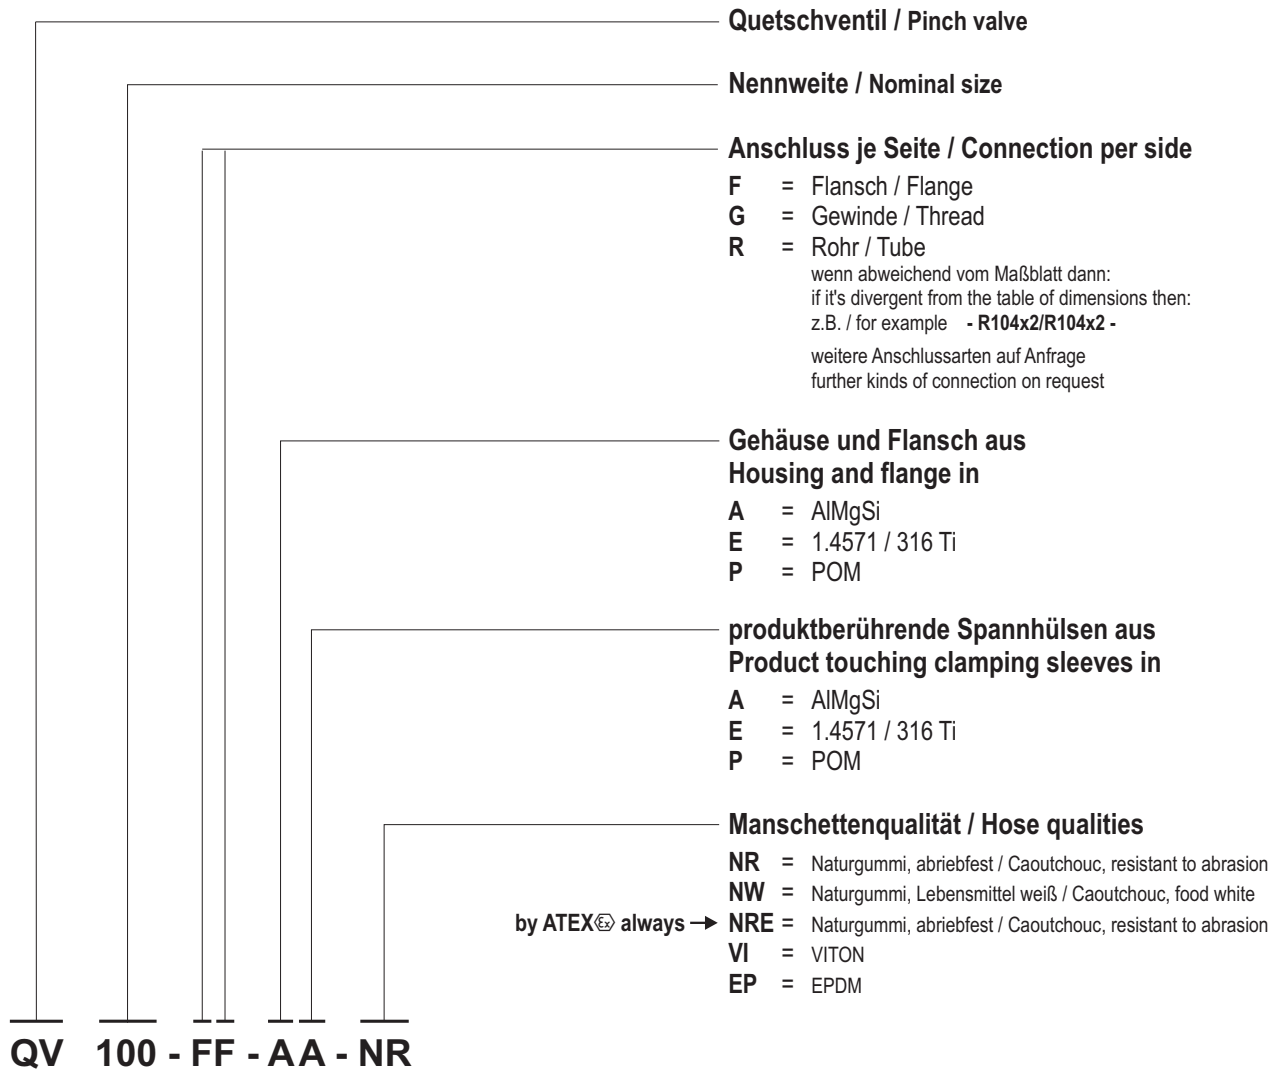 Quetschventil / Pinch valve
Nennweite / Nominal size
Anschluss je Seite / Connection per side
F = Flansch / Flange
G = Gewinde / Thread
R = Rohr / Tube
wenn abweichend vom Maßblatt dann:
if it's divergent from the table of dimensions then:
z.B. / for example - R104x2/R104x2 -
weitere Anschlussarten auf Anfrage
further kinds of connection on request
Gehäuse und Flansch aus
Housing and flange in
A = AlMgSi
E = 1.4571 / 316 Ti
P = POM
produktberührende Spannhülsen aus
Product touching clamping sleeves in
A = AlMgSi
E = 1.4571 / 316 Ti
P = POM
Manschettenqualität / Hose qualities
NR = Naturgummi, abriebfest / Caoutchouc, resistant to abrasion
NW = Naturgummi, Lebensmittel weiß / Caoutchouc, food white
by ATEX Ex always → NRE = Naturgummi, abriebfest / Caoutchouc, resistant to abrasion
VI = VITON
EP = EPDM
QV 100 - FF - AA - NR